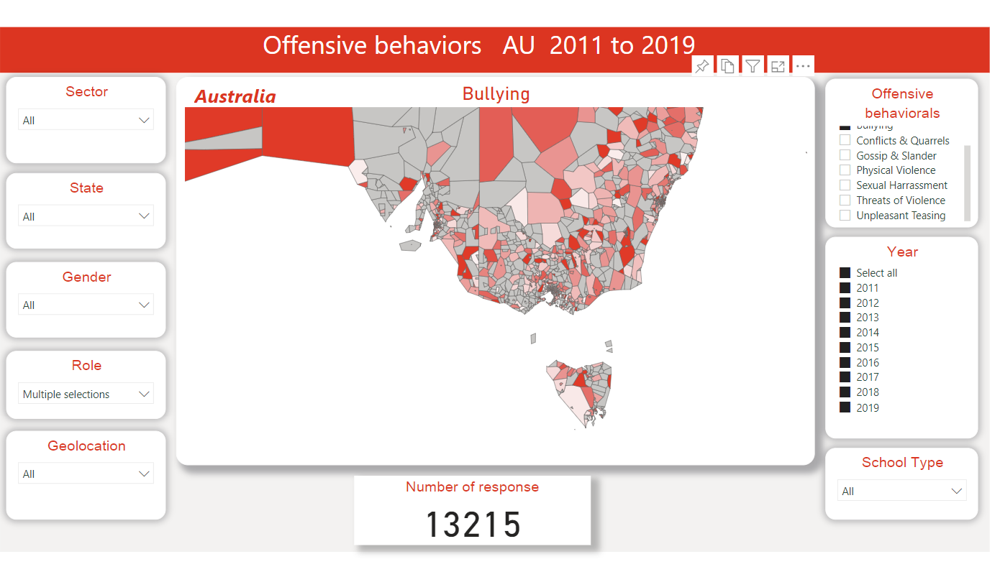 Offensive behaviors AU 2011 to 2019
Sector
All
State
All
Gender
All
Role
Multiple selections
Geolocation
All
Australia
Bullying
Number of response
13215
Offensive
behaviorals
Bullying
Conflicts & Quarrels
Gossip & Slander
Physical Violence
Sexual Harrassment
Threats of Violence
Unpleasant Teasing
Year
Select all
2011
2012
2013
2014
2015
2016
2017
2018
2019
School Type
All